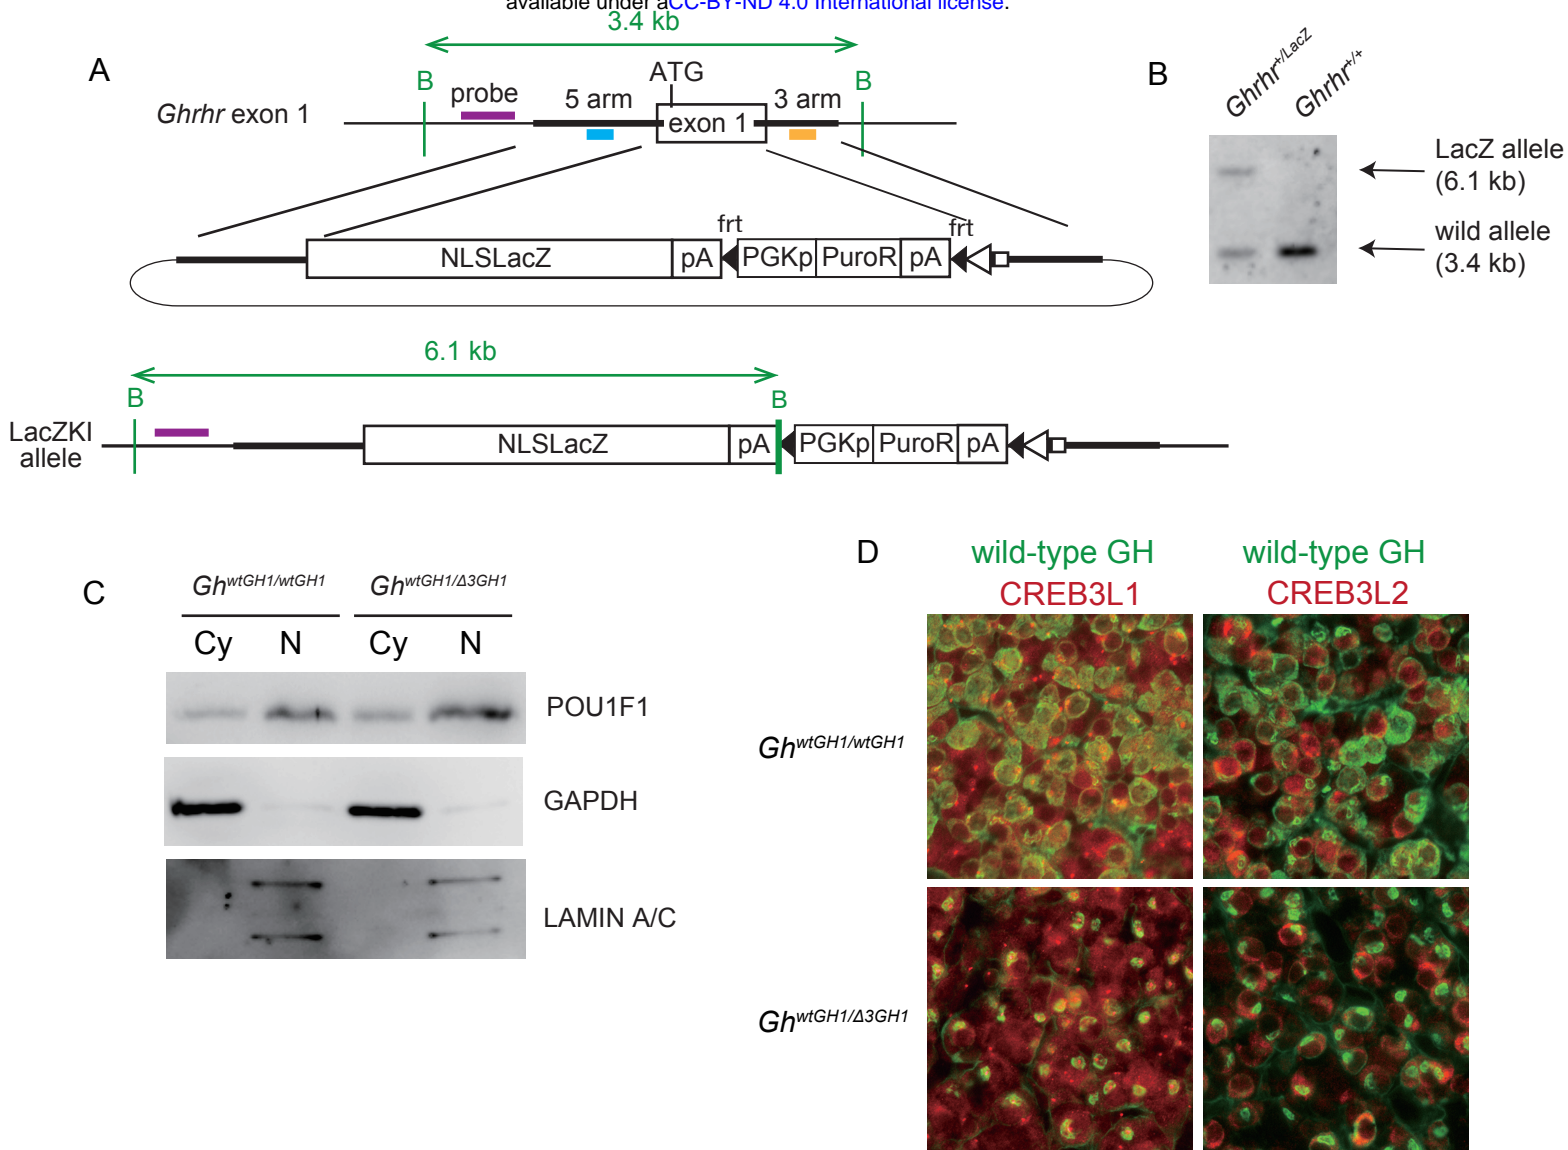 available under aCC-BY-ND 4.0 International license.
3.4 kb
A
B
probe
5 arm
ATG
3 arm
B
Ghrhr exon 1
exon 1
frt
frt
NLSLacZ
pA
PGKp
PuroR
pA
6.1 kb
B
B
LacZKI
allele
NLSLacZ
pA
PGKp
PuroR
pA
B
Ghrhr+/LacZ
Ghrhr+/+
LacZ allele
(6.1 kb)
wild allele
(3.4 kb)
C
GhwtGH1/wtGH1
GhwtGH1/Δ3GH1
Cy
N
Cy
N
POU1F1
GAPDH
LAMIN A/C
D
wild-type GH
CREB3L1
wild-type GH
CREB3L2
GhwtGH1/wtGH1
GhwtGH1/Δ3GH1